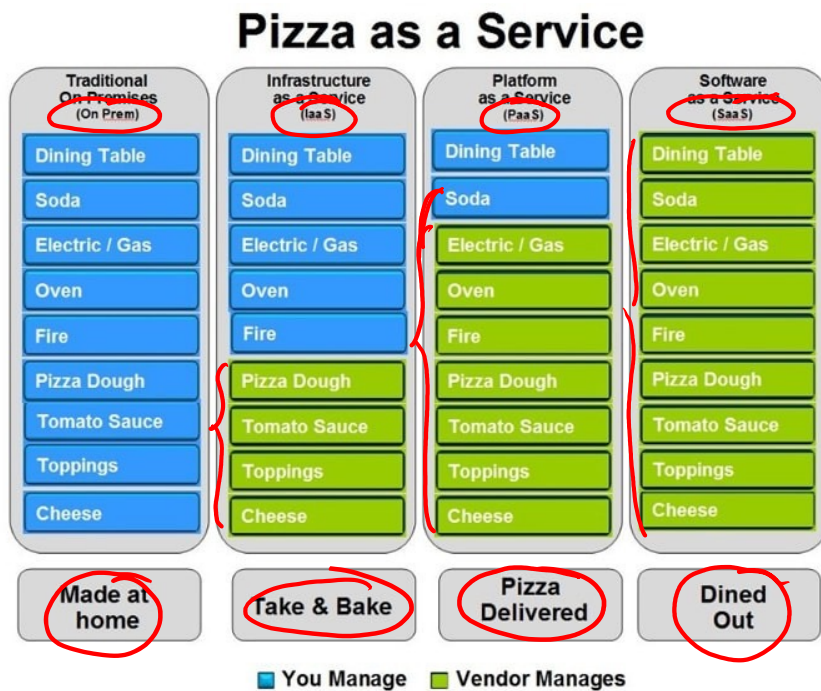 Pizza as a Service
Traditional
On Premises
(On Prem)
Dining Table
Soda
Electric / Gas
Oven
Fire
Pizza Dough
Tomato Sauce
Toppings
Cheese
Made at
home
Infrastructure
as a Service
(IaaS)
Dining Table
Soda
Electric / Gas
Oven
Fire
Pizza Dough
Tomato Sauce
Toppings
Cheese
Take & Bake
Platform
as a Service
(PaaS)
Dining Table
Soda
Electric / Gas
Oven
Fire
Pizza Dough
Tomato Sauce
Toppings
Cheese
Pizza
Delivered
Software
as a Service
(SaaS)
Dining Table
Soda
Electric / Gas
Oven
Fire
Pizza Dough
Tomato Sauce
Toppings
Cheese
Dined
Out
You Manage
Vendor Manages